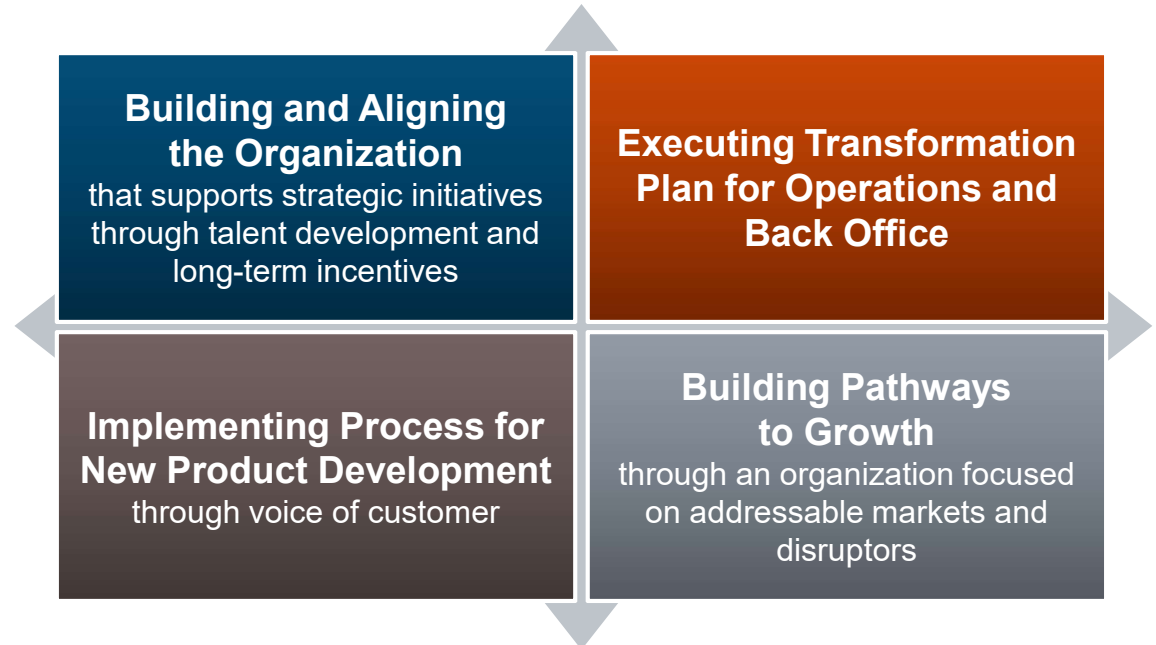 Building and Aligning
the Organization
that supports strategic initiatives
through talent development and
long-term incentives
Executing Transformation
Plan for Operations and
Back Office
Implementing Process for
New Product Development
through voice of customer
Building Pathways
to Growth
through an organization focused
on addressable markets and
disruptors